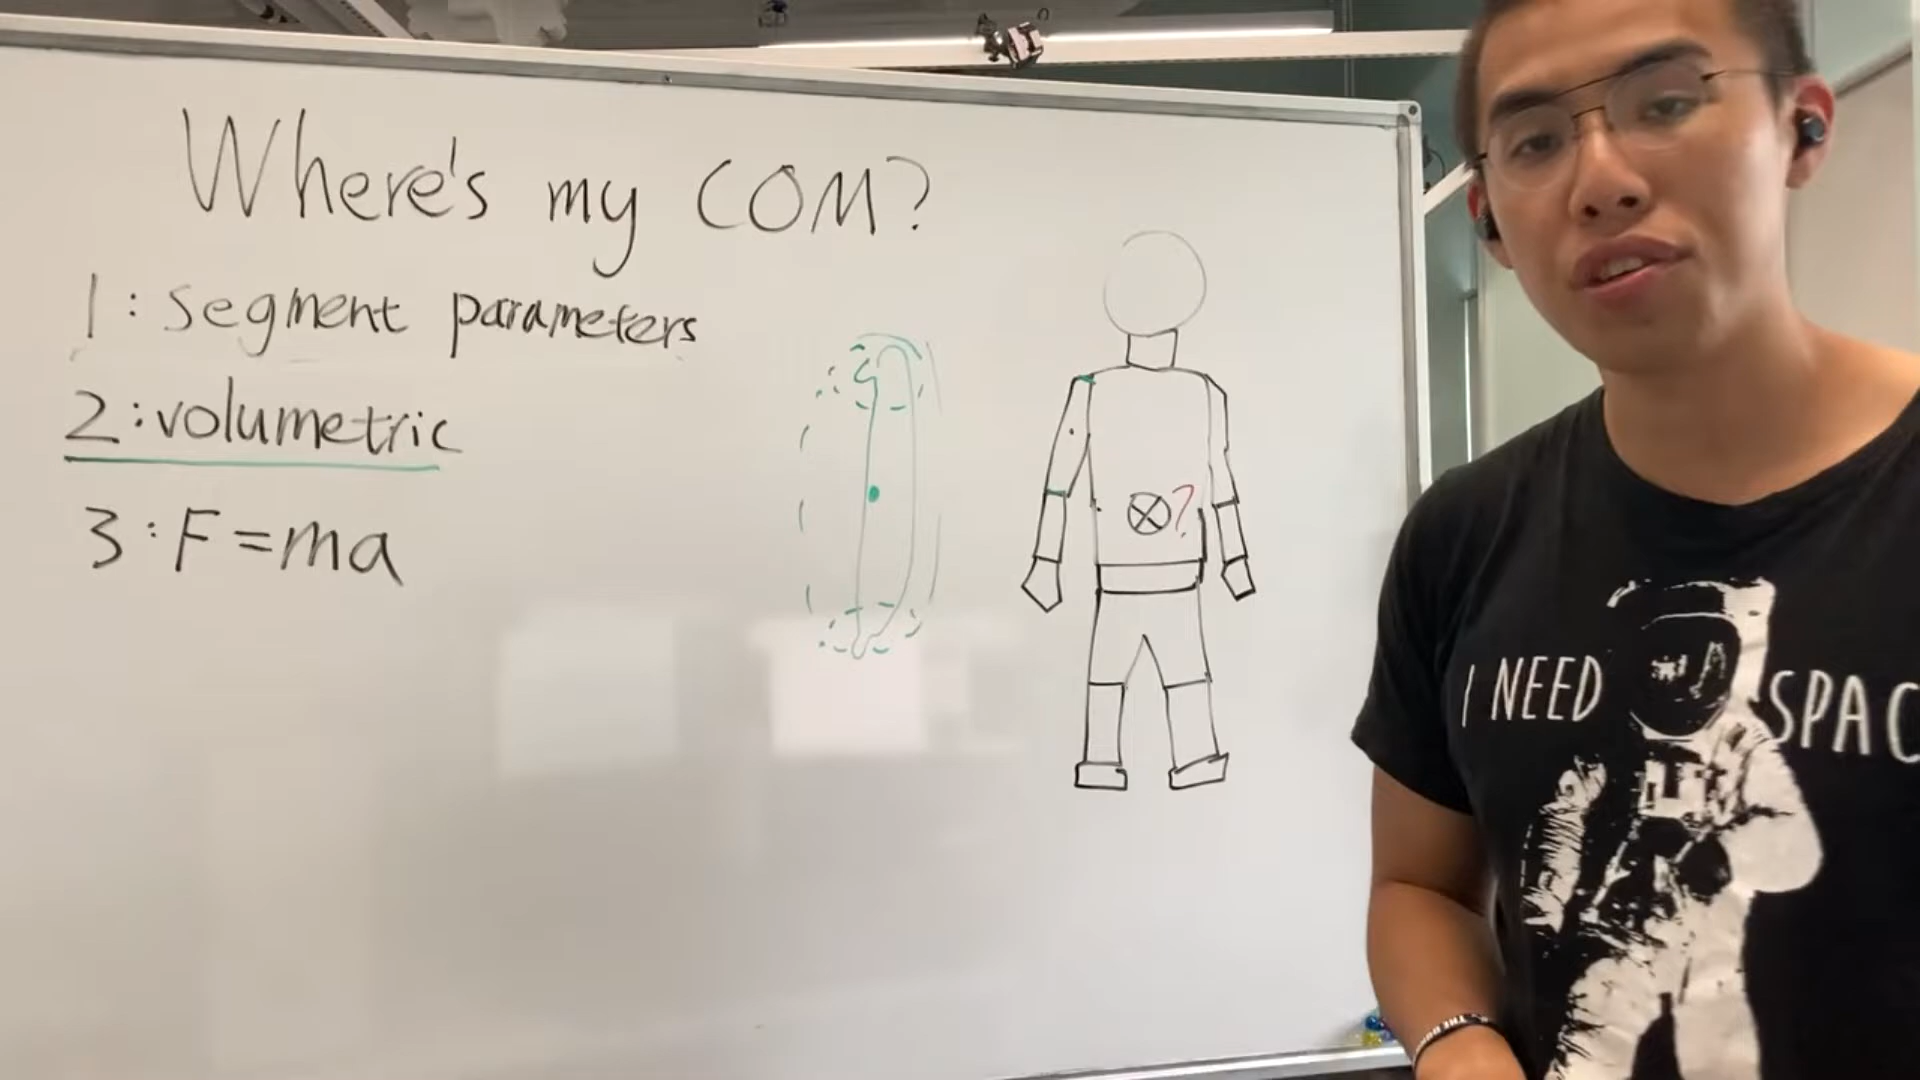 Where's my COM?
1: segment parameters
2: volumetric
3: F=ma
?
I NEED SPAC